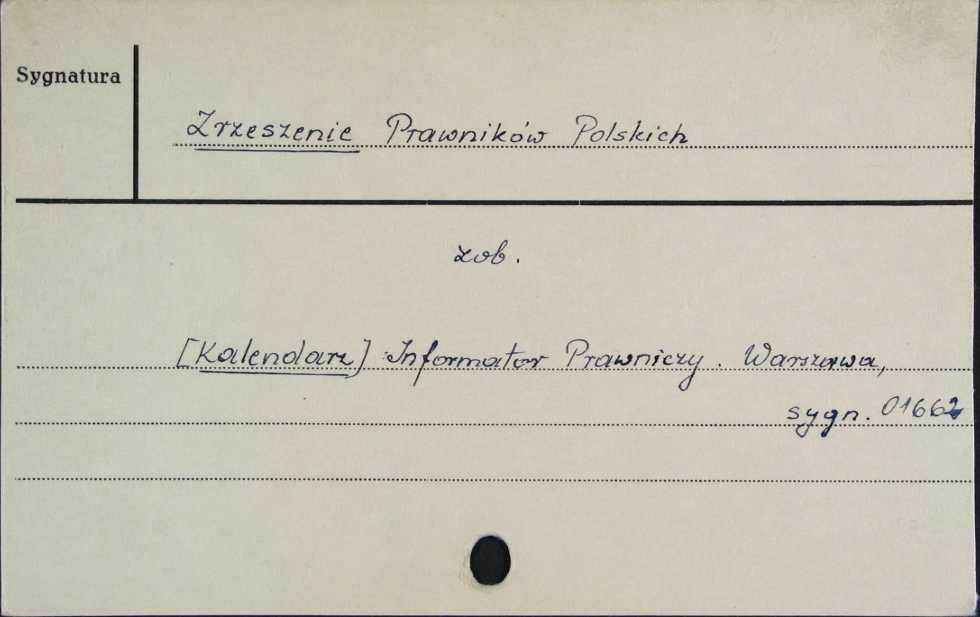 Sygnatura
Zrzeszenie Prawników Polskich
zob.
[Kalendarz] Informator Prawniczy. Warszawa,
sygn. 01662